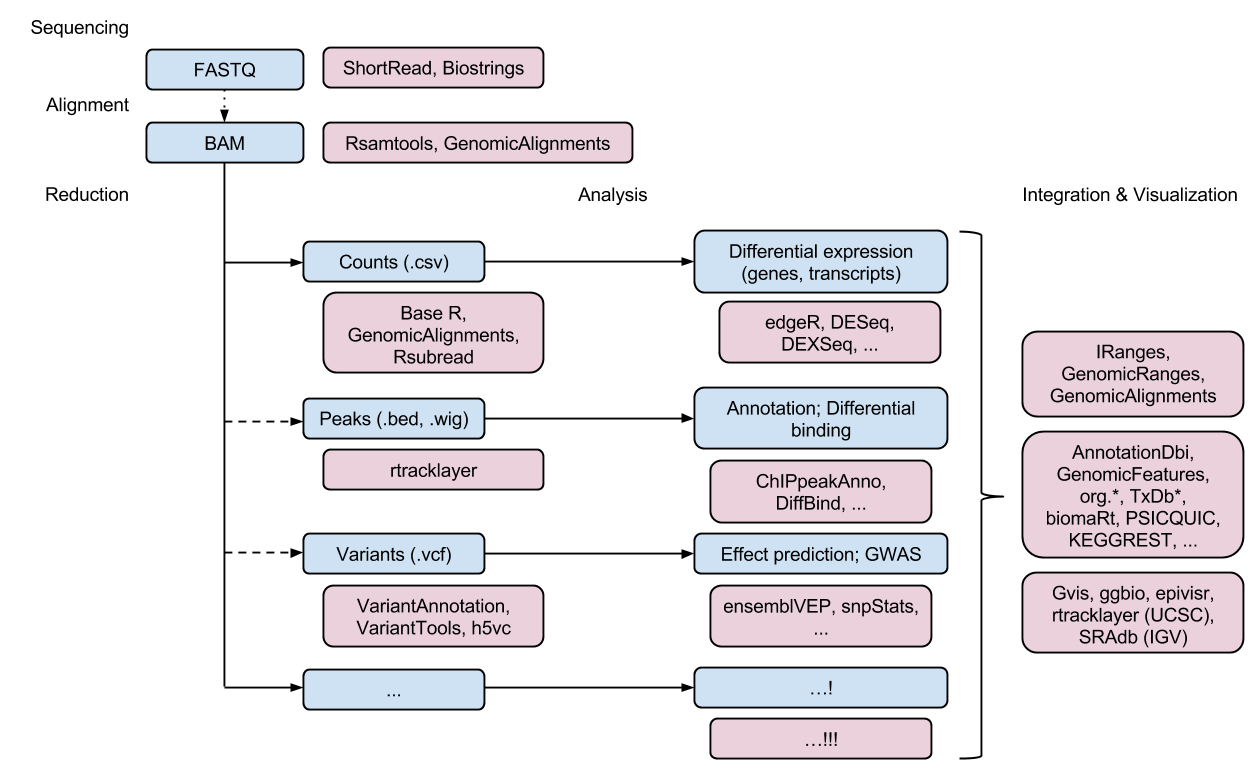 Sequencing
FASTQ
ShortRead, Biostrings
Alignment
BAM
Rsamtools, GenomicAlignments
Reduction
Analysis
Integration & Visualization
Counts (.csv)
Differential expression
(genes, transcripts)
Base R,
GenomicAlignments,
Rsubread
edgeR, DESeq,
DEXSeq, ...
Peaks (.bed, .wig)
Annotation; Differential
binding
rtracklayer
ChIPpeakAnno,
DiffBind, ...
Variants (.vcf)
Effect prediction; GWAS
VariantAnnotation,
VariantTools, h5vc
ensemblVEP, snpStats,
...
...
…!
…!!!
IRanges,
GenomicRanges,
GenomicAlignments
AnnotationDbi,
GenomicFeatures,
org.*, TxDb*,
biomaRt, PSICQUIC,
KEGGREST, ...
Gvis, ggbio, epivisr,
rtracklayer (UCSC),
SRAdb (IGV)